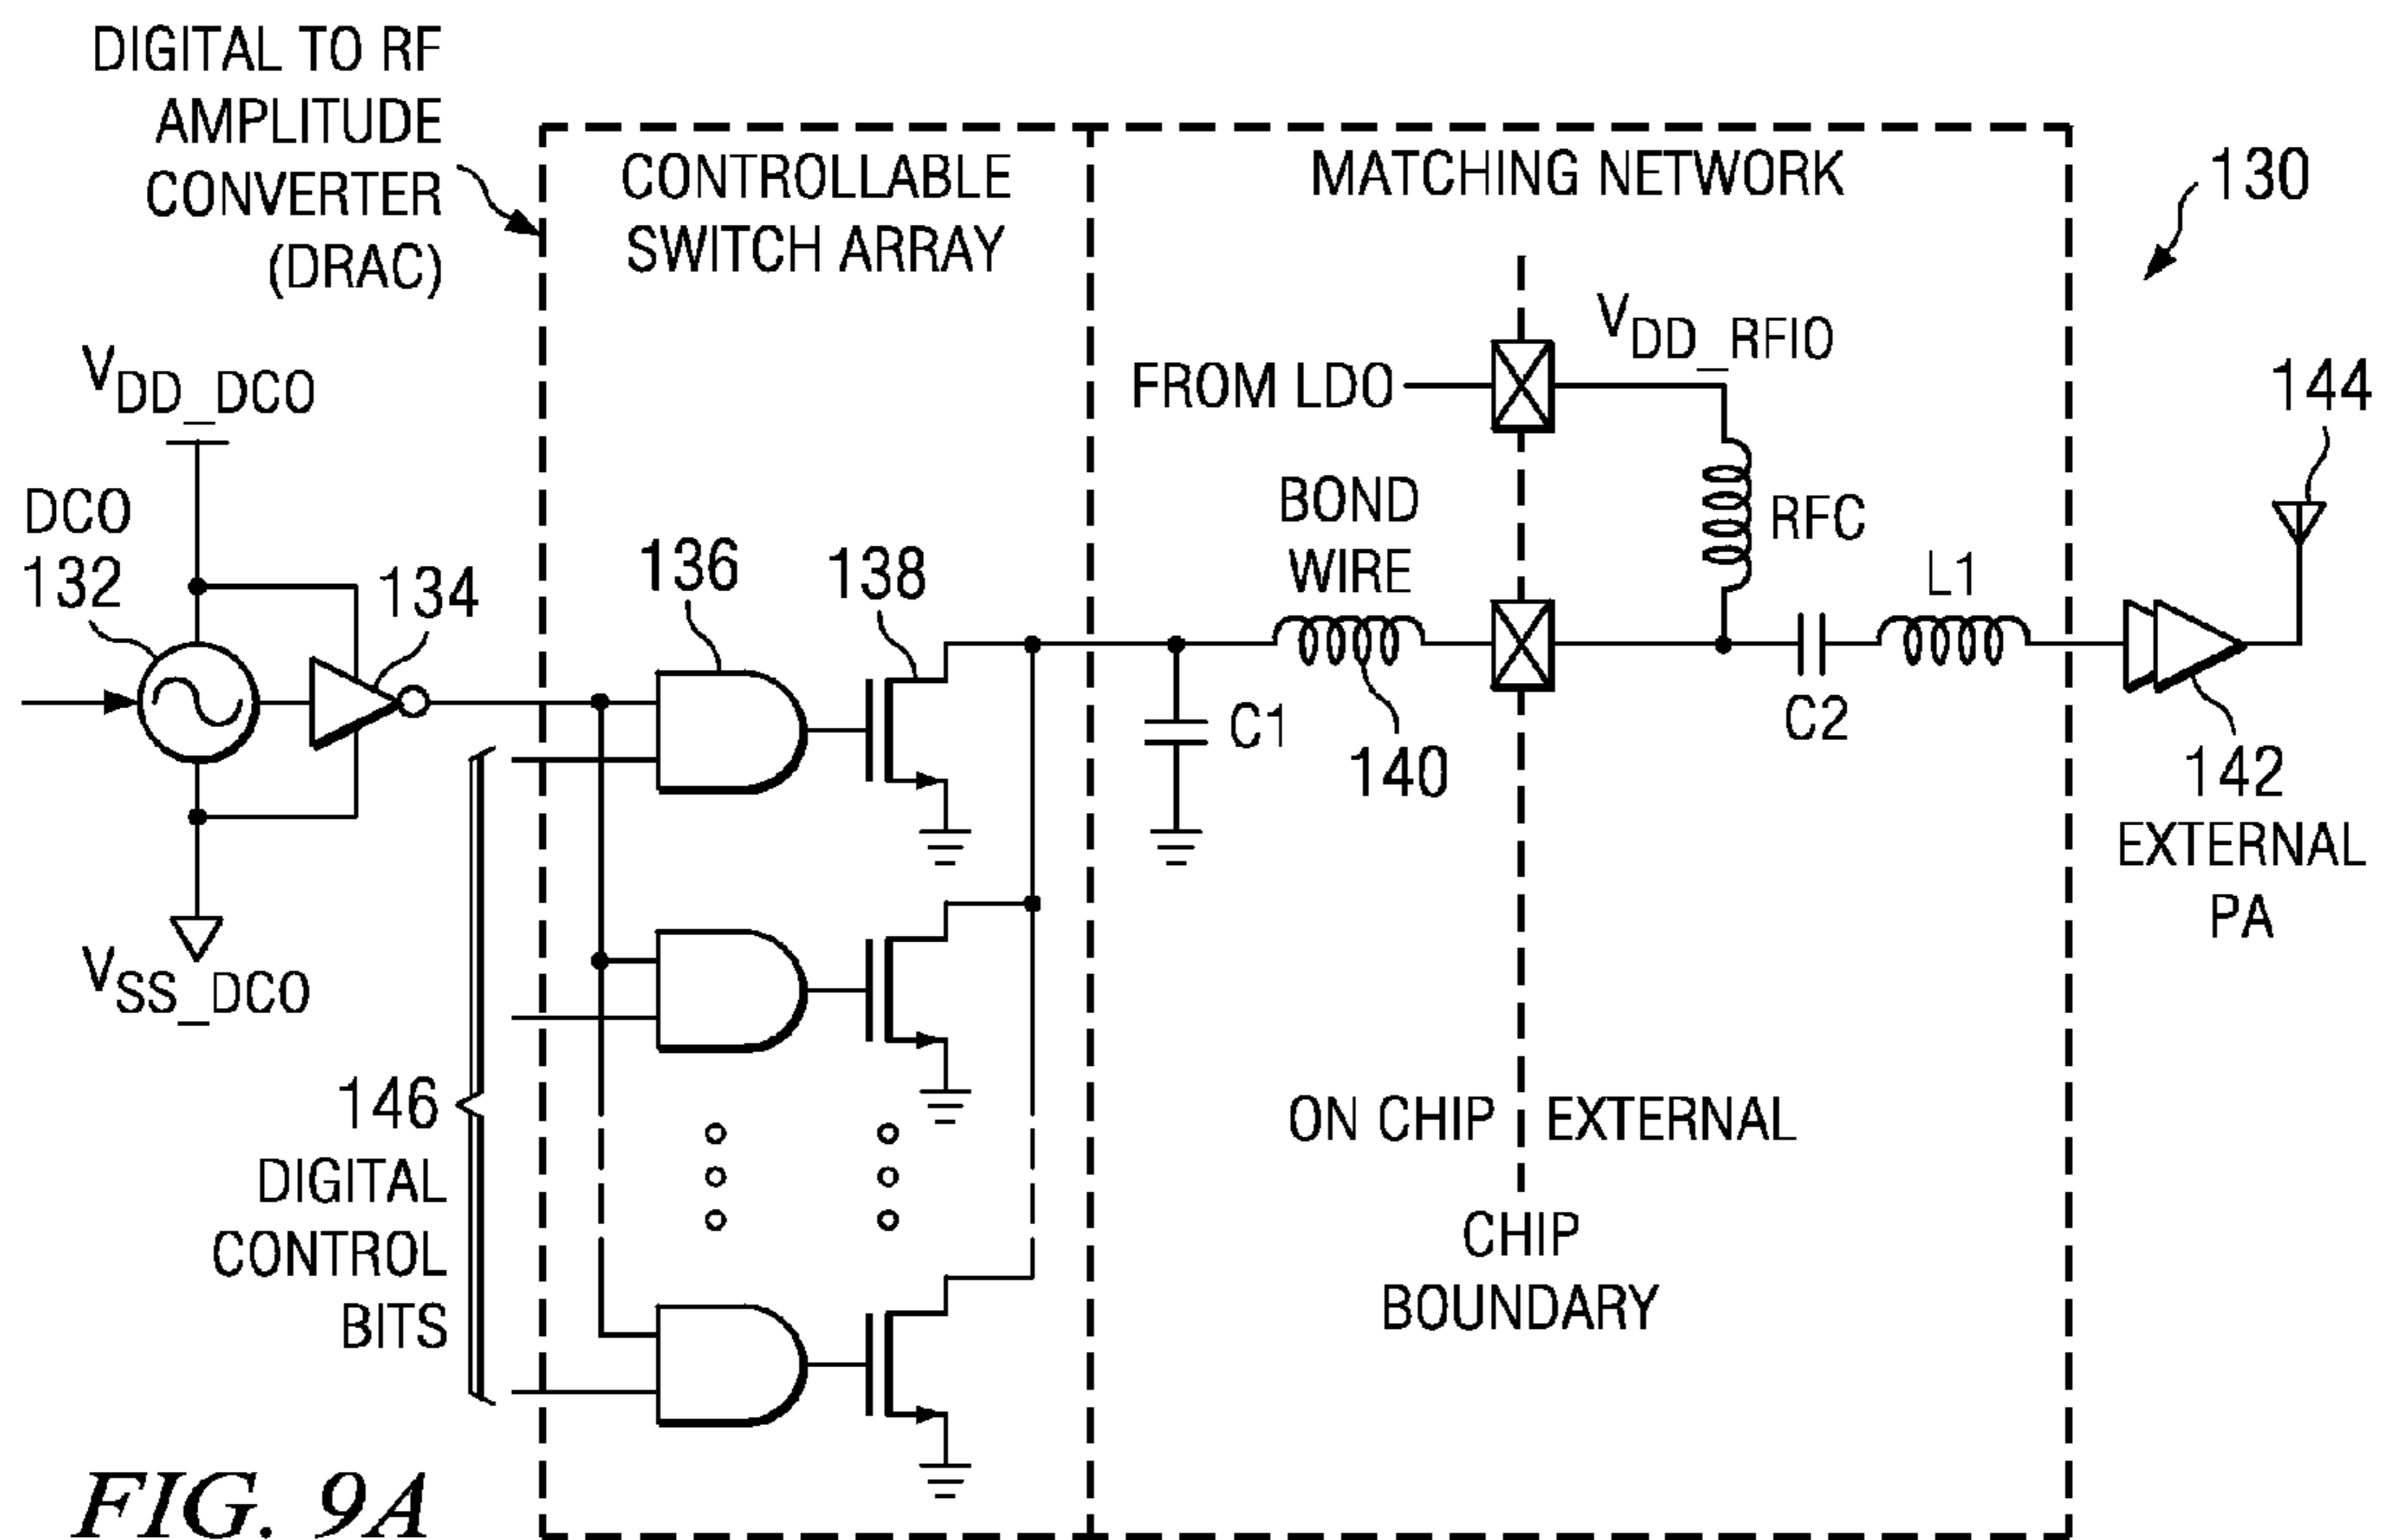 DIGITAL TO RF
AMPLITUDE
CONVERTER
(DRAC)
CONTROLLABLE
SWITCH ARRAY
MATCHING NETWORK
130
VDD_DCO
DCO
132
134
136
138
FROM LDO
VDD_RFIO
BOND
WIRE
140
RFC
C1
C2
L1
144
142
EXTERNAL
PA
VSS_DCO
146
DIGITAL
CONTROL
BITS
ON CHIP
EXTERNAL
CHIP
BOUNDARY
FIG. 9A